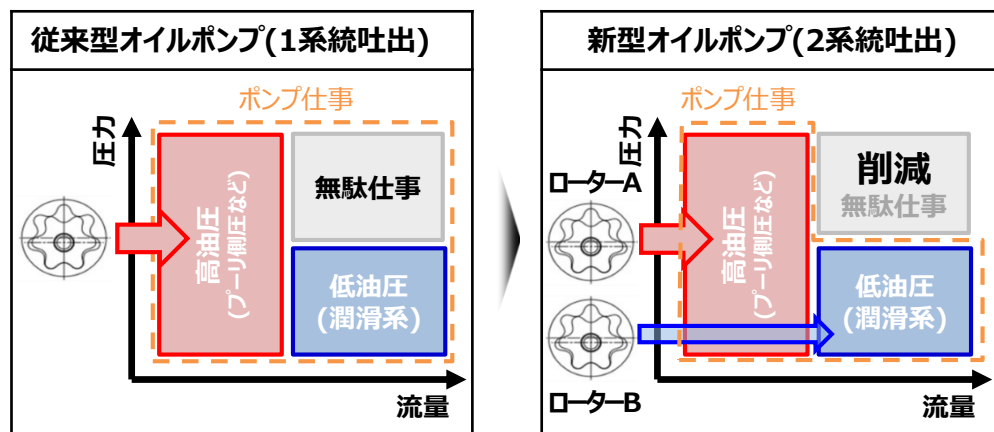 従来型オイルポンプ(1系統吐出)
ポンプ仕事
圧力
高油圧
(プーリ側圧など)
無駄仕事
低油圧
(潤滑系)
流量
新型オイルポンプ(2系統吐出)
ポンプ仕事
圧力
ローターA
高油圧
(プーリ側圧など)
削減
無駄仕事
低油圧
(潤滑系)
ローターB
流量